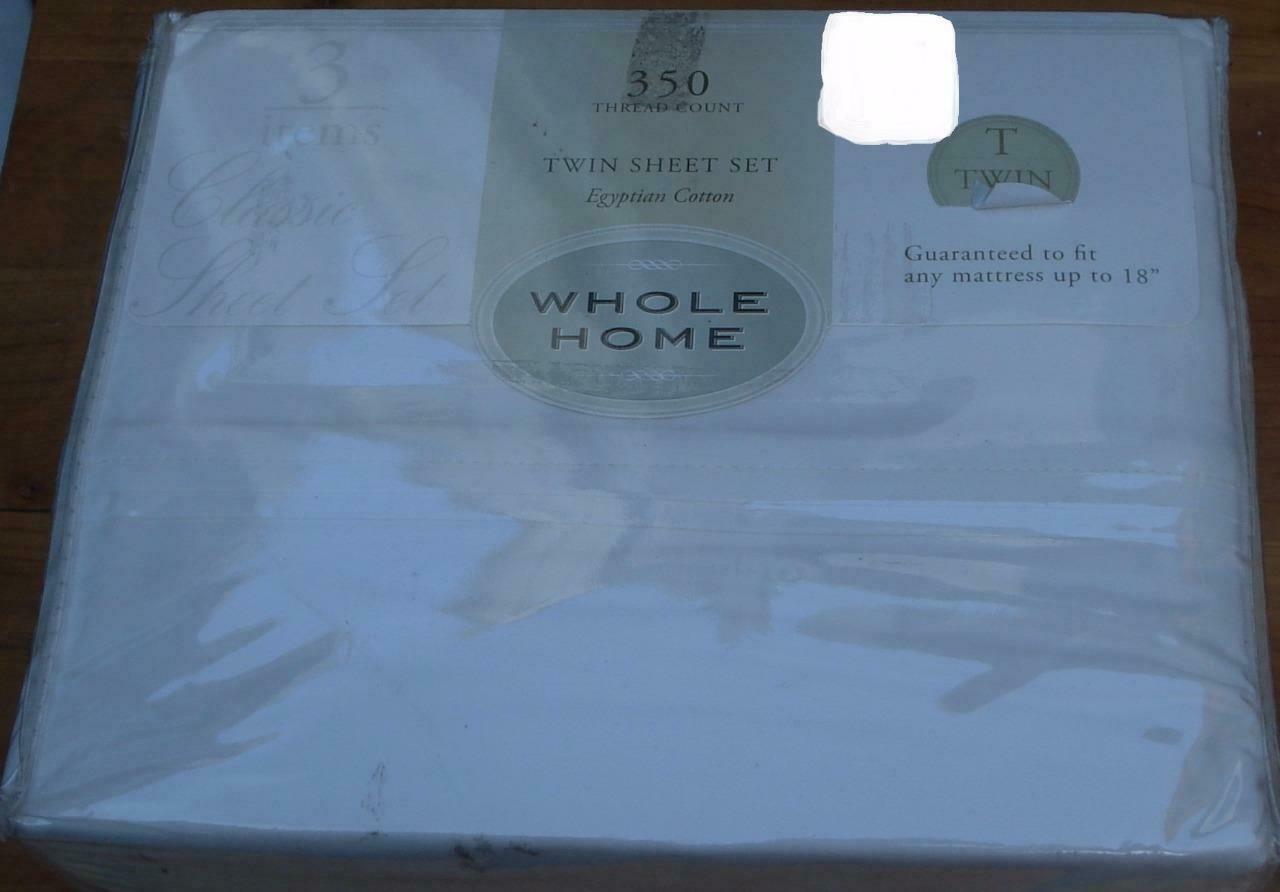 3
items
Classic
Sheet Set
350
THREAD COUNT
TWIN SHEET SET
Egyptian Cotton
WHOLE
HOME
T
TWIN
Guaranteed to fit
any mattress up to 18”